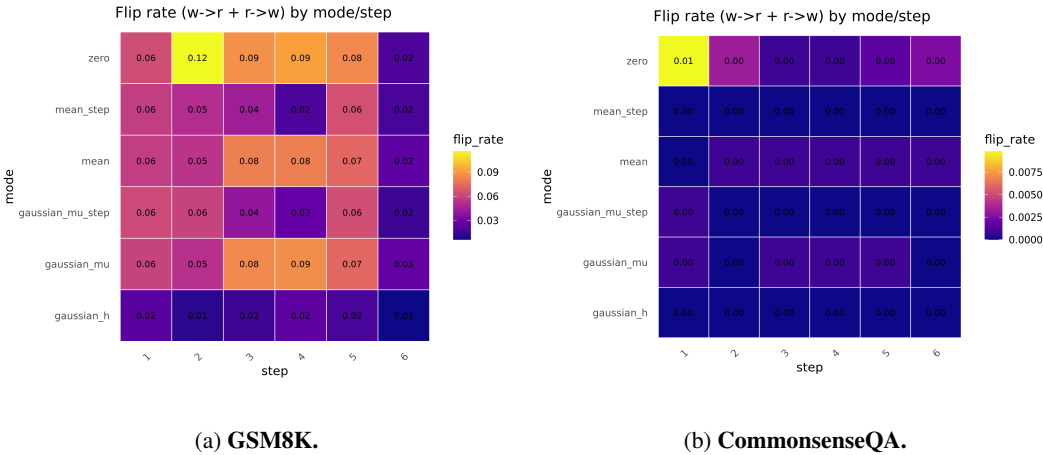 Flip rate (w->r + r->w) by mode/step
zero 0.06 0.12 0.09 0.09 0.08 0.02
mean_step 0.06 0.05 0.04 0.02 0.06 0.02
mean 0.06 0.05 0.08 0.08 0.07 0.02
gaussian_mu_step 0.06 0.06 0.04 0.03 0.06 0.02
gaussian_mu 0.06 0.05 0.08 0.09 0.07 0.03
gaussian_h 0.02 0.01 0.02 0.02 0.02 0.01
1 2 3 4 5 6
step
mode
flip_rate
0.09
0.06
0.03
(a) GSM8K.
Flip rate (w->r + r->w) by mode/step
zero 0.01 0.00 0.00 0.00 0.00 0.00
mean_step 0.00 0.00 0.00 0.00 0.00 0.00
mean 0.00 0.00 0.00 0.00 0.00 0.00
gaussian_mu_step 0.00 0.00 0.00 0.00 0.00 0.00
gaussian_mu 0.00 0.00 0.00 0.00 0.00 0.00
gaussian_h 0.00 0.00 0.00 0.00 0.00 0.00
1 2 3 4 5 6
step
mode
flip_rate
0.0075
0.0050
0.0025
0.0000
(b) CommonsenseQA.